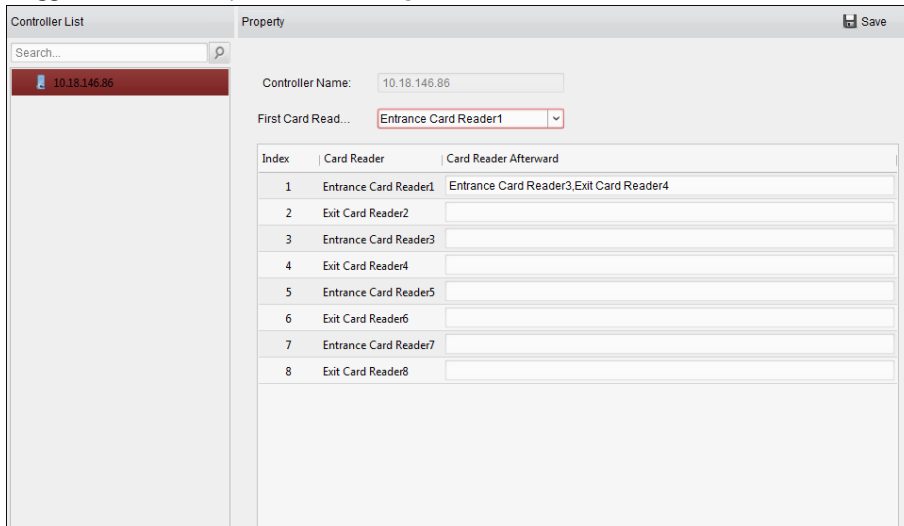 Controller List
Property
Save
Search...
10.18.146.86
Controller Name:
10.18.146.86
First Card Read...
Entrance Card Reader1
Index
Card Reader
Card Reader Afterward
1
Entrance Card Reader1
Entrance Card Reader3,Exit Card Reader4
2
Exit Card Reader2
3
Entrance Card Reader3
4
Exit Card Reader4
5
Entrance Card Reader5
6
Exit Card Reader6
7
Entrance Card Reader7
8
Exit Card Reader8